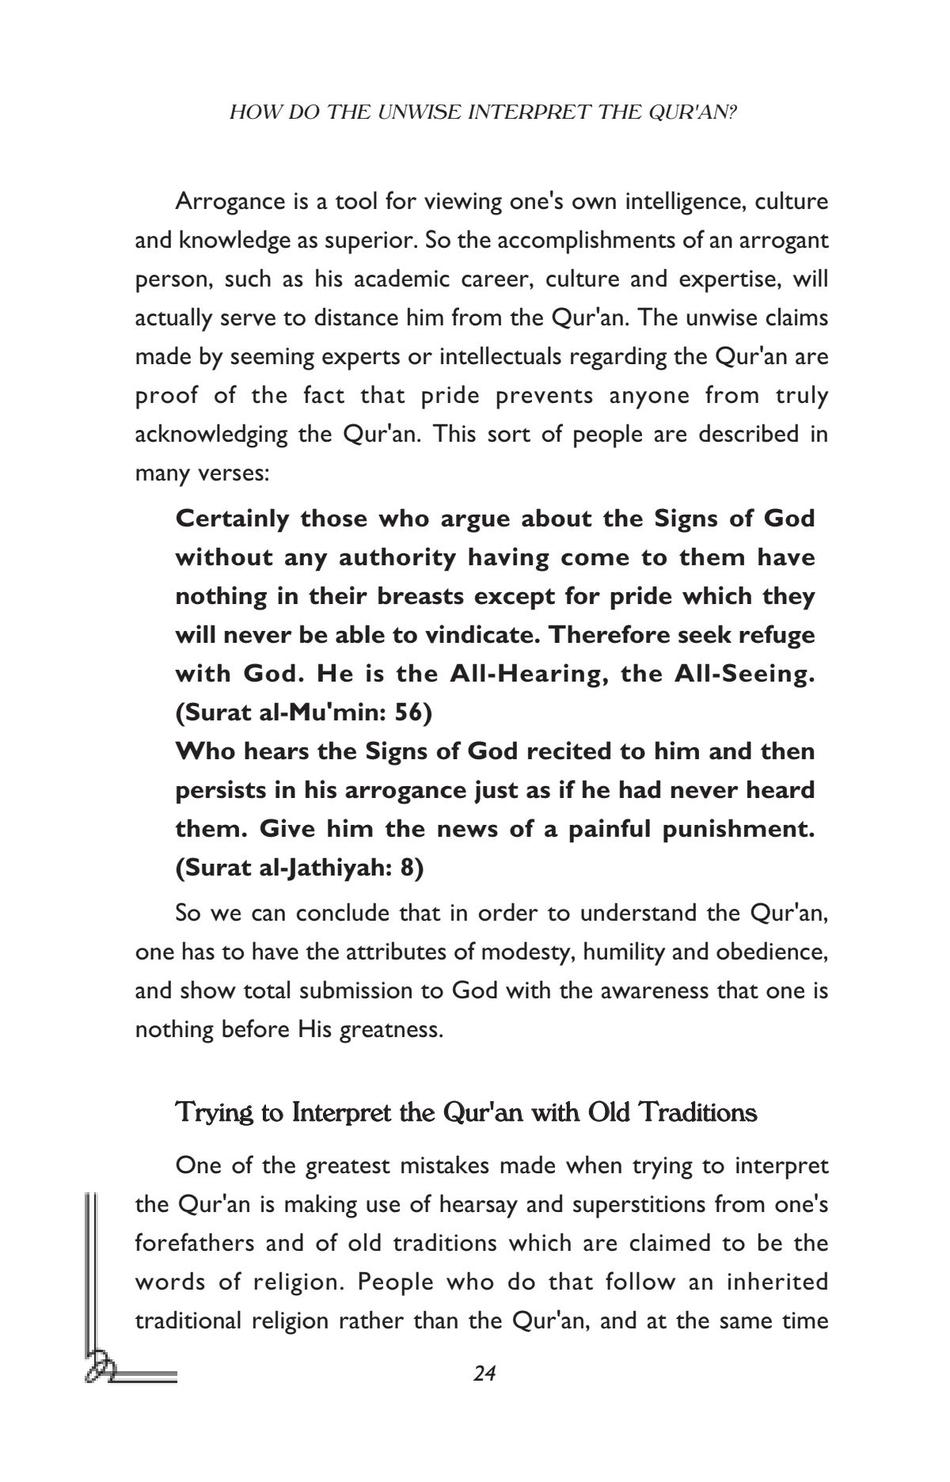 HOW DO THE UNWISE INTERPRET THE QUR'AN?
Arrogance is a tool for viewing one's own intelligence, culture
and knowledge as superior. So the accomplishments of an arrogant
person, such as his academic career, culture and expertise, will
actually serve to distance him from the Qur'an. The unwise claims
made by seeming experts or intellectuals regarding the Qur'an are
proof of the fact that pride prevents anyone from truly
acknowledging the Qur'an. This sort of people are described in
many verses:
Certainly those who argue about the Signs of God
without any authority having come to them have
nothing in their breasts except for pride which they
will never be able to vindicate. Therefore seek refuge
with God. He is the All-Hearing, the All-Seeing.
(Surat al-Mu'min: 56)
Who hears the Signs of God recited to him and then
persists in his arrogance just as if he had never heard
them. Give him the news of a painful punishment.
(Surat al-Jathiyah: 8)
So we can conclude that in order to understand the Qur'an,
one has to have the attributes of modesty, humility and obedience,
and show total submission to God with the awareness that one is
nothing before His greatness.
Trying to Interpret the Qur'an with Old Traditions
One of the greatest mistakes made when trying to interpret
the Qur'an is making use of hearsay and superstitions from one's
forefathers and of old traditions which are claimed to be the
words of religion. People who do that follow an inherited
traditional religion rather than the Qur'an, and at the same time
24